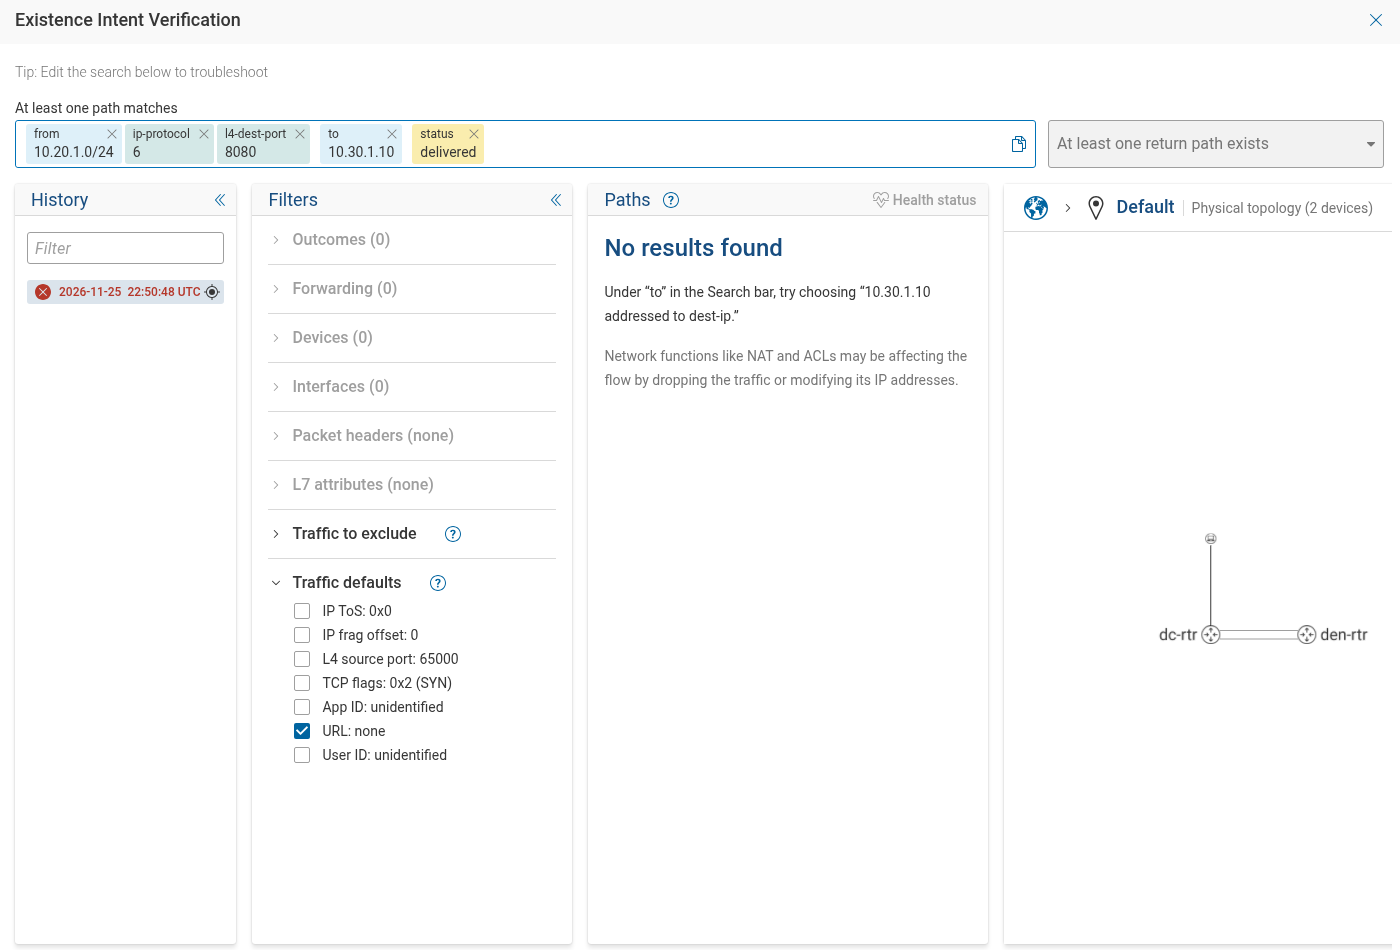 Existence Intent Verification
Tip: Edit the search below to troubleshoot
At least one path matches
from
10.20.1.0/24
ip-protocol
6
l4-dest-port
8080
to
10.30.1.10
status
delivered
At least one return path exists
History
Filter
2026-11-25 22:50:48 UTC
Filters
Outcomes (0)
Forwarding (0)
Devices (0)
Interfaces (0)
Packet headers (none)
L7 attributes (none)
Traffic to exclude ?
Traffic defaults ?
IP ToS: 0x0
IP frag offset: 0
L4 source port: 65000
TCP flags: 0x2 (SYN)
App ID: unidentified
URL: none
User ID: unidentified
Paths ?
Health status
No results found
Under “to” in the Search bar, try choosing “10.30.1.10
addressed to dest-ip.”
Network functions like NAT and ACLs may be affecting the
flow by dropping the traffic or modifying its IP addresses.
Default
Physical topology (2 devices)
dc-rtr
den-rtr